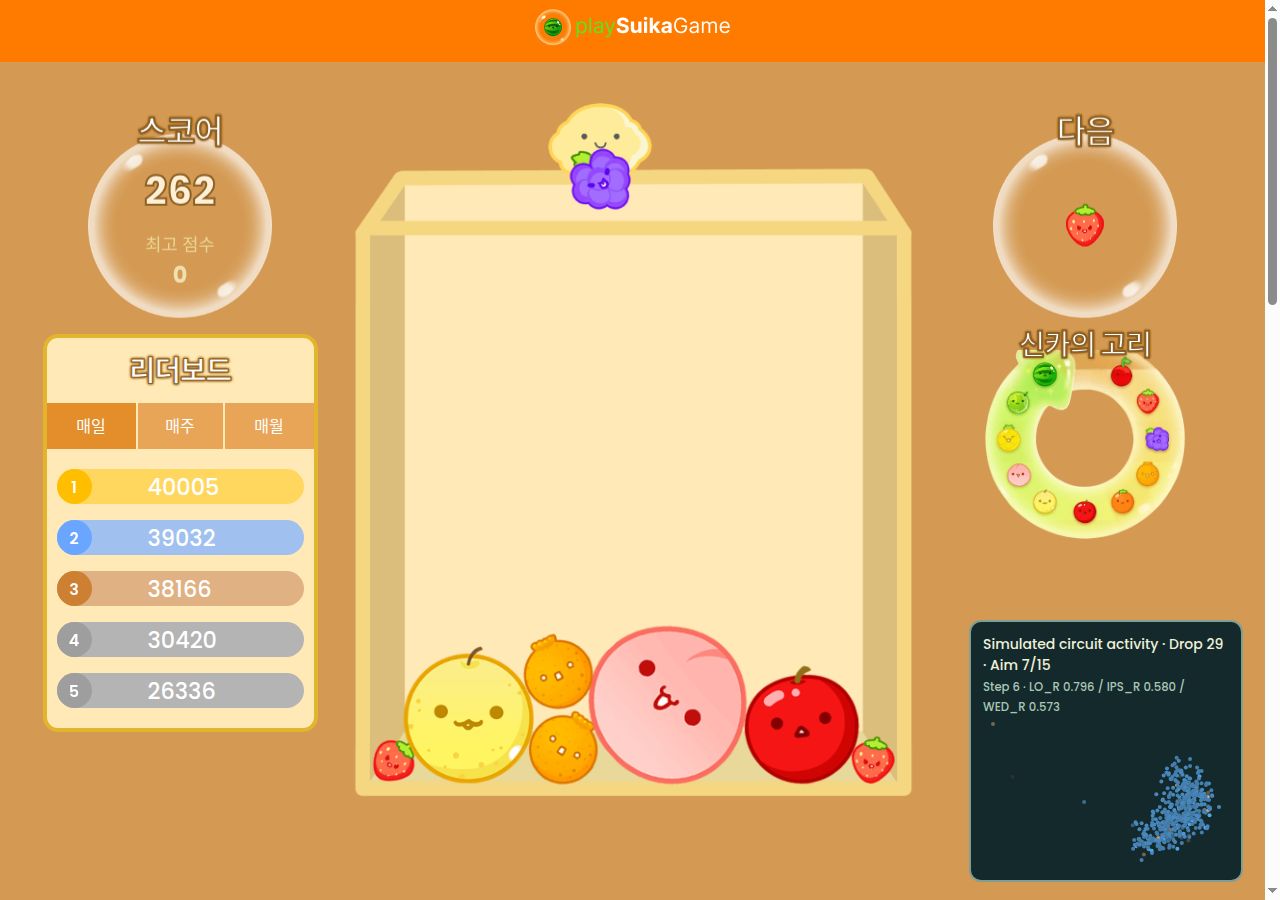 playSuikaGame
스코어
262
최고 점수
0
리더보드
매일 매주 매월
1 40005
2 39032
3 38166
4 30420
5 26336
다음
신카의 고리
Simulated circuit activity · Drop 29
· Aim 7/15
Step 6 · LO_R 0.796 / IPS_R 0.580 /
WED_R 0.573